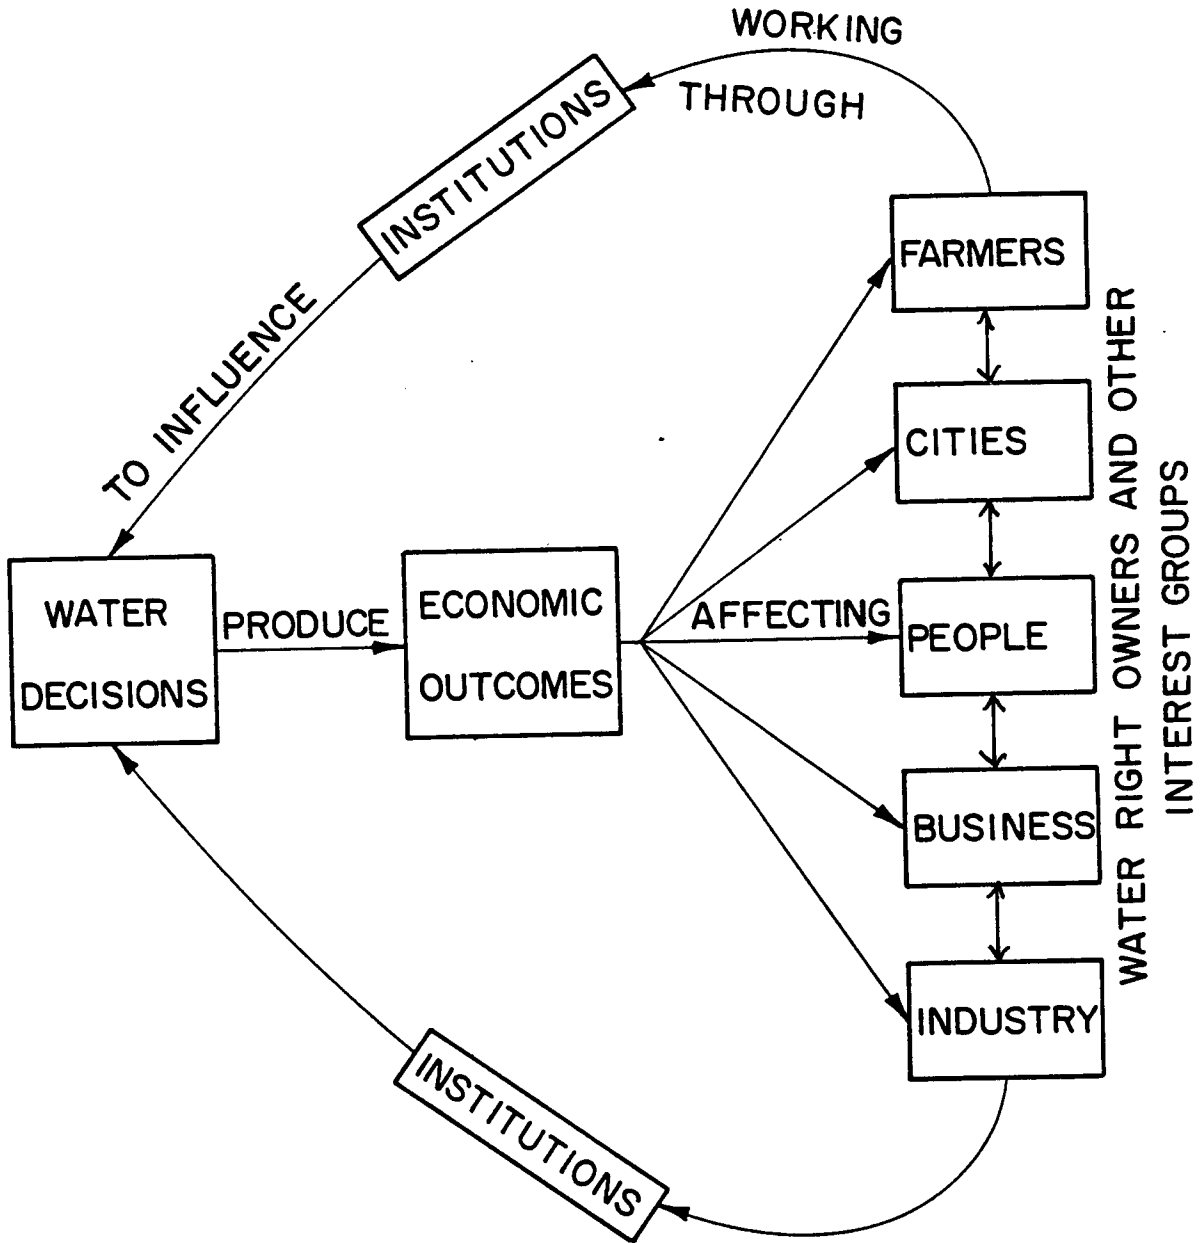 WORKING
THROUGH
INSTITUTIONS
TO INFLUENCE
FARMERS
CITIES
WATER
DECISIONS
PRODUCE
ECONOMIC
OUTCOMES
AFFECTING
PEOPLE
BUSINESS
INDUSTRY
WATER RIGHT OWNERS AND OTHER
INTEREST GROUPS
INSTITUTIONS